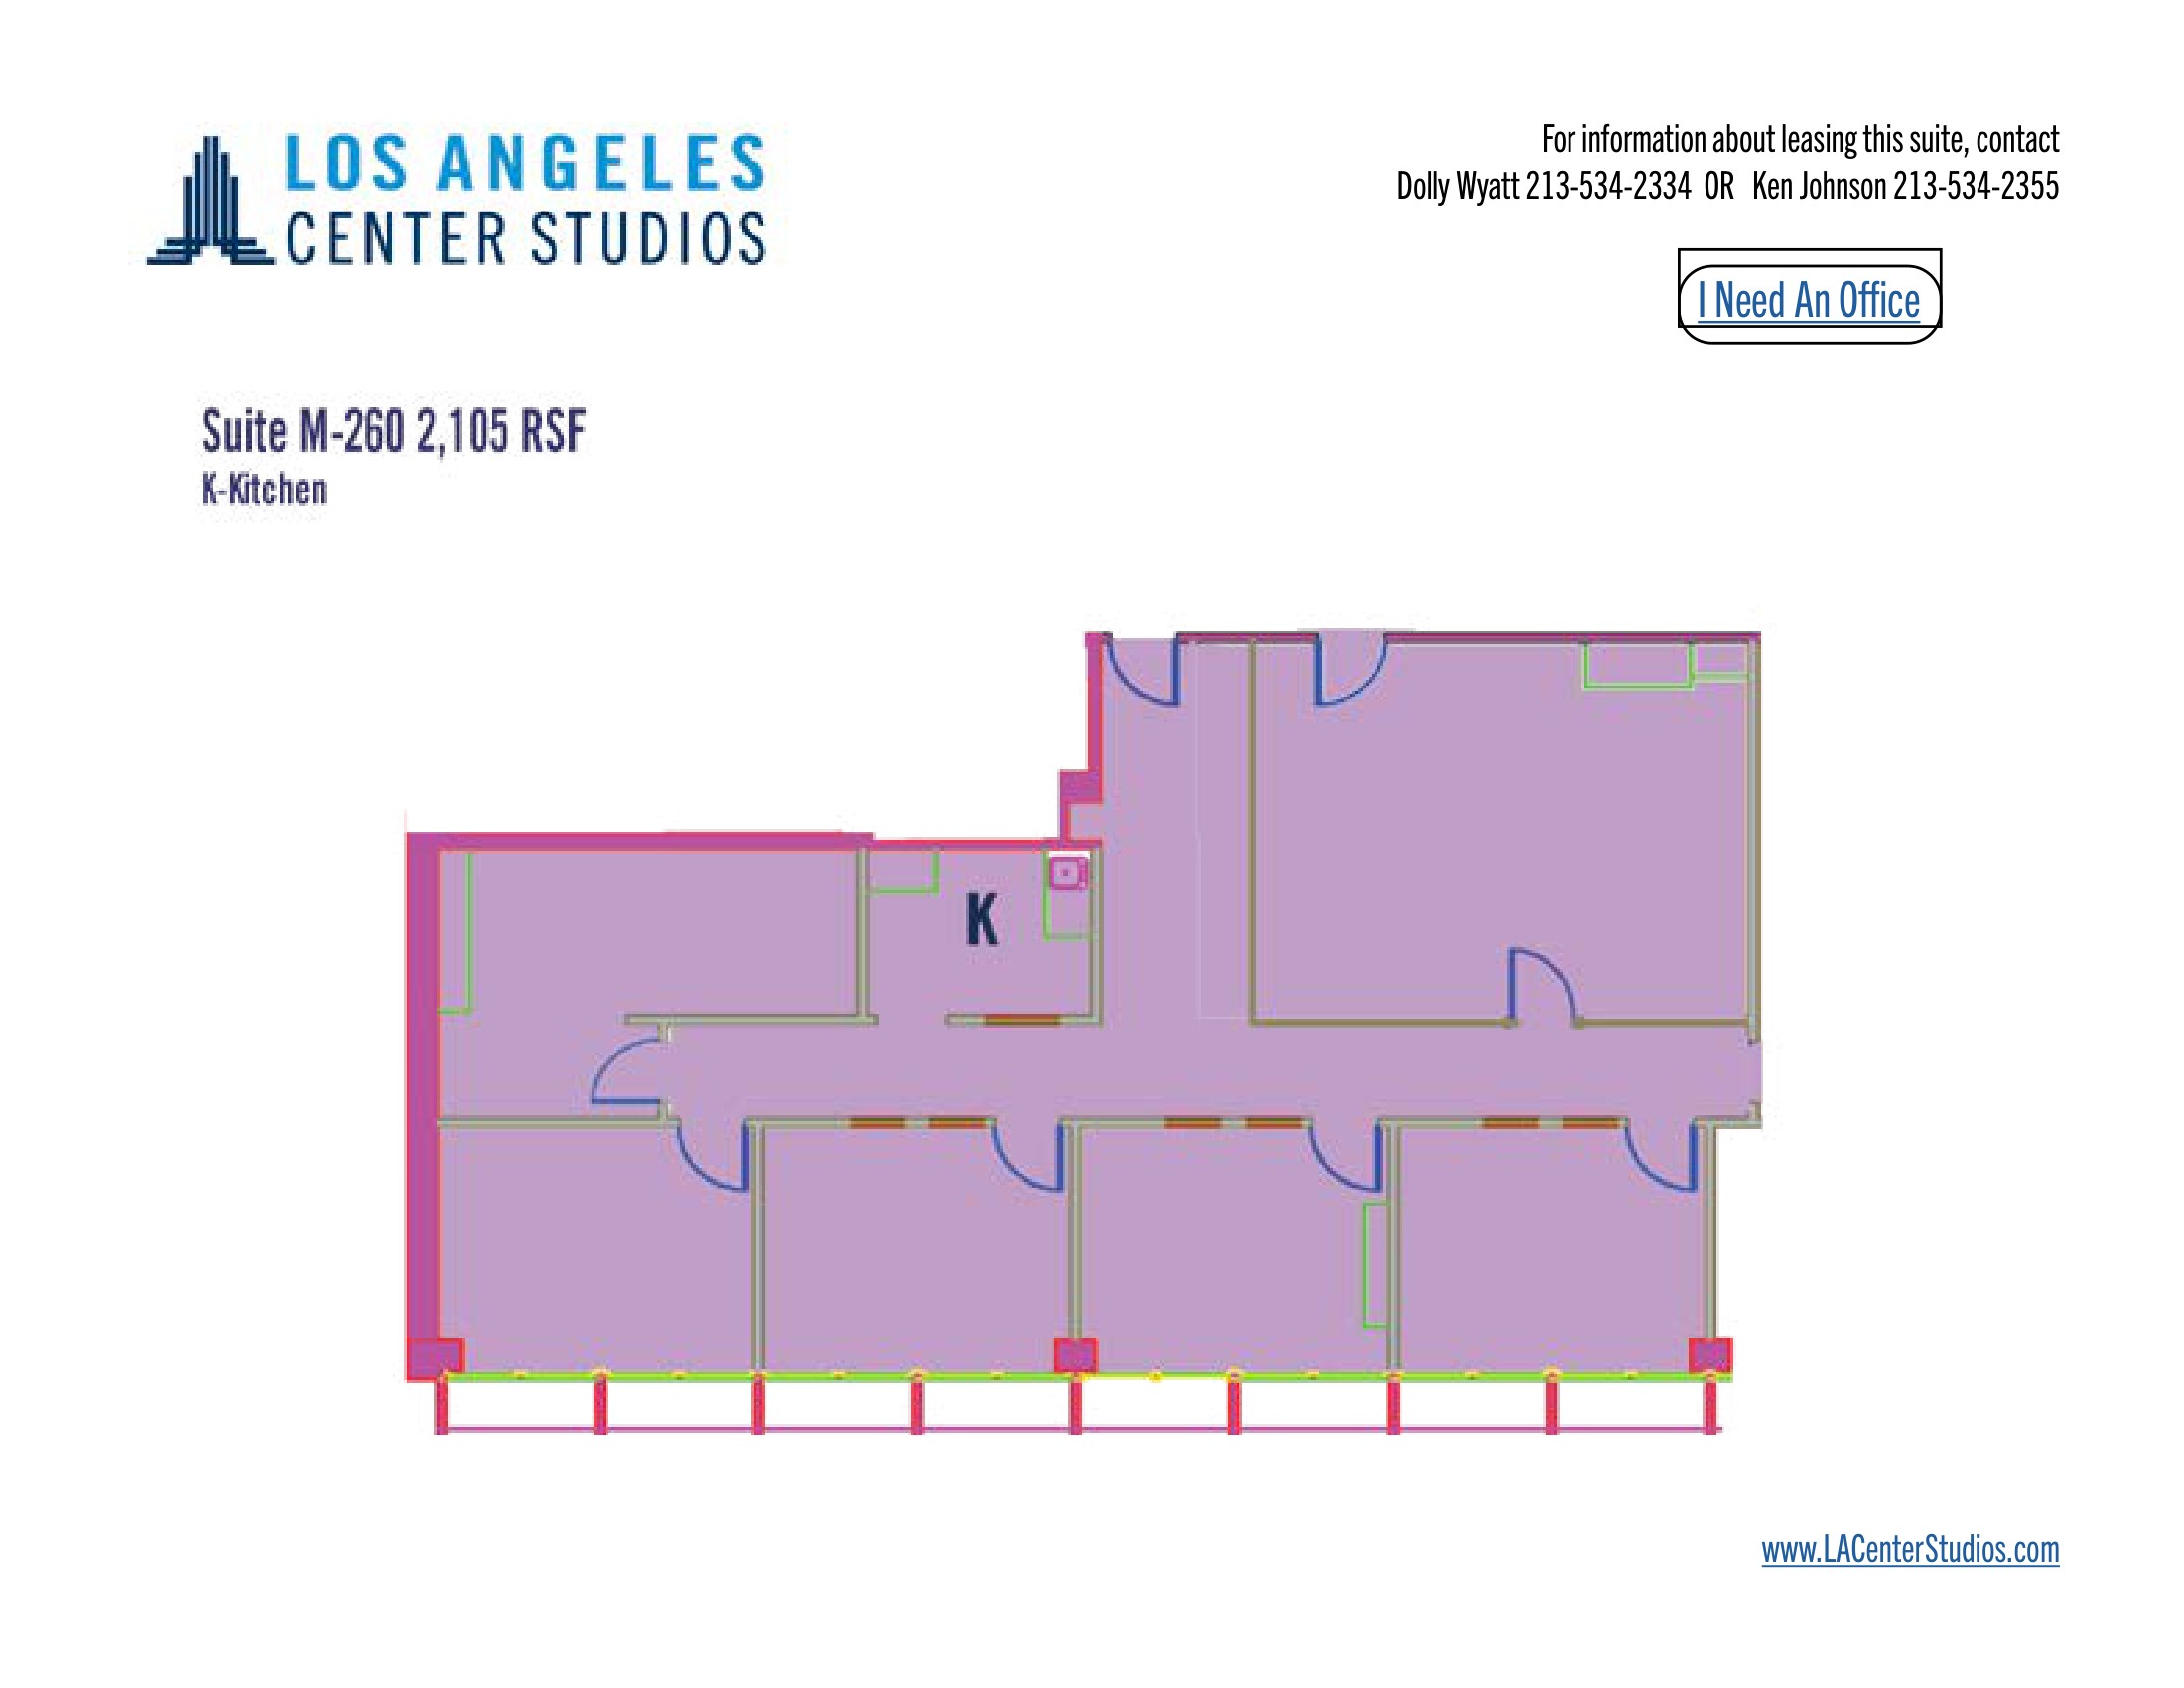 LOS ANGELES
CENTER STUDIOS
For information about leasing this suite, contact
Dolly Wyatt 213-534-2334 OR Ken Johnson 213-534-2355
I Need An Office
Suite M-260 2,105 RSF
K-Kitchen
K
www.LACenterStudios.com